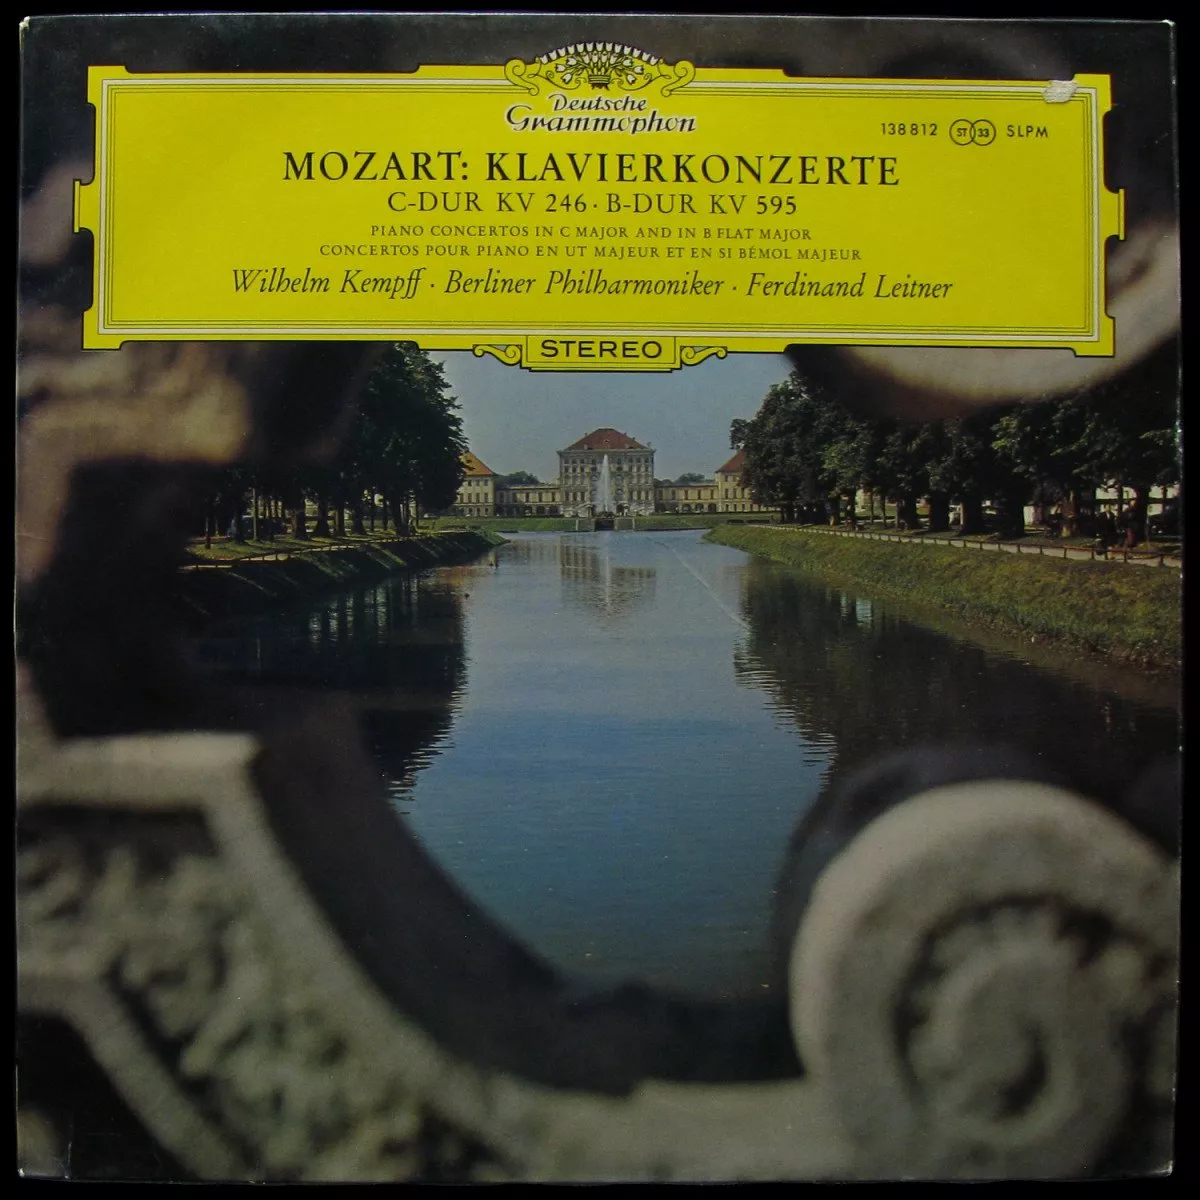 Deutsche
Grammophon
138 812 ST 33 SLPM
MOZART: KLAVIERKONZERTE
C-DUR KV 246 · B-DUR KV 595
PIANO CONCERTOS IN C MAJOR AND IN B FLAT MAJOR
CONCERTOS POUR PIANO EN UT MAJEUR ET EN SI BÉMOL MAJEUR
Wilhelm Kempff · Berliner Philharmoniker · Ferdinand Leitner
STEREO